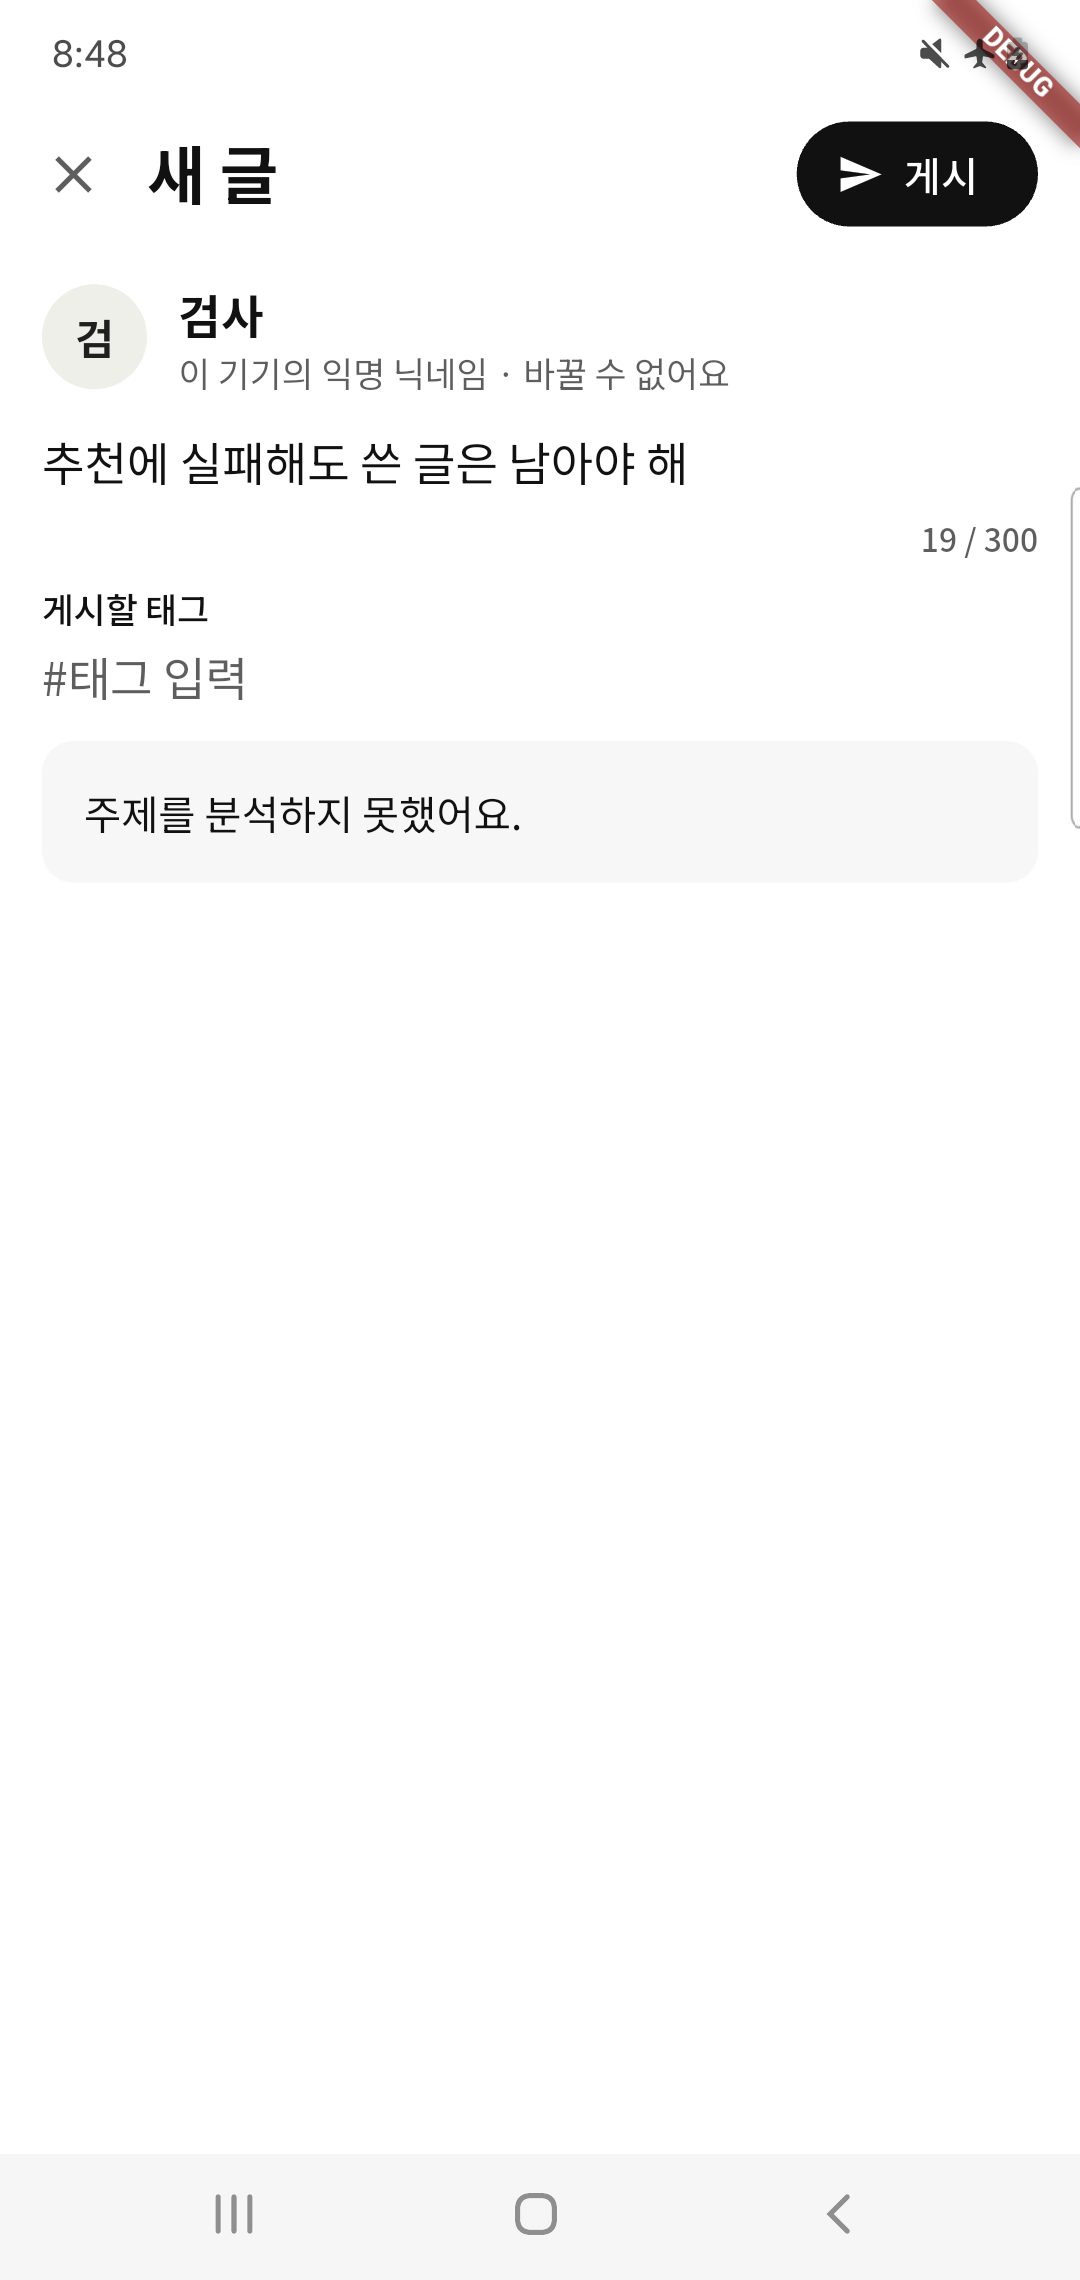 8:48
DEBUG
새 글
게시
검
검사
이 기기의 익명 닉네임 · 바꿀 수 없어요
추천에 실패해도 쓴 글은 남아야 해
19 / 300
게시할 태그
#태그 입력
주제를 분석하지 못했어요.